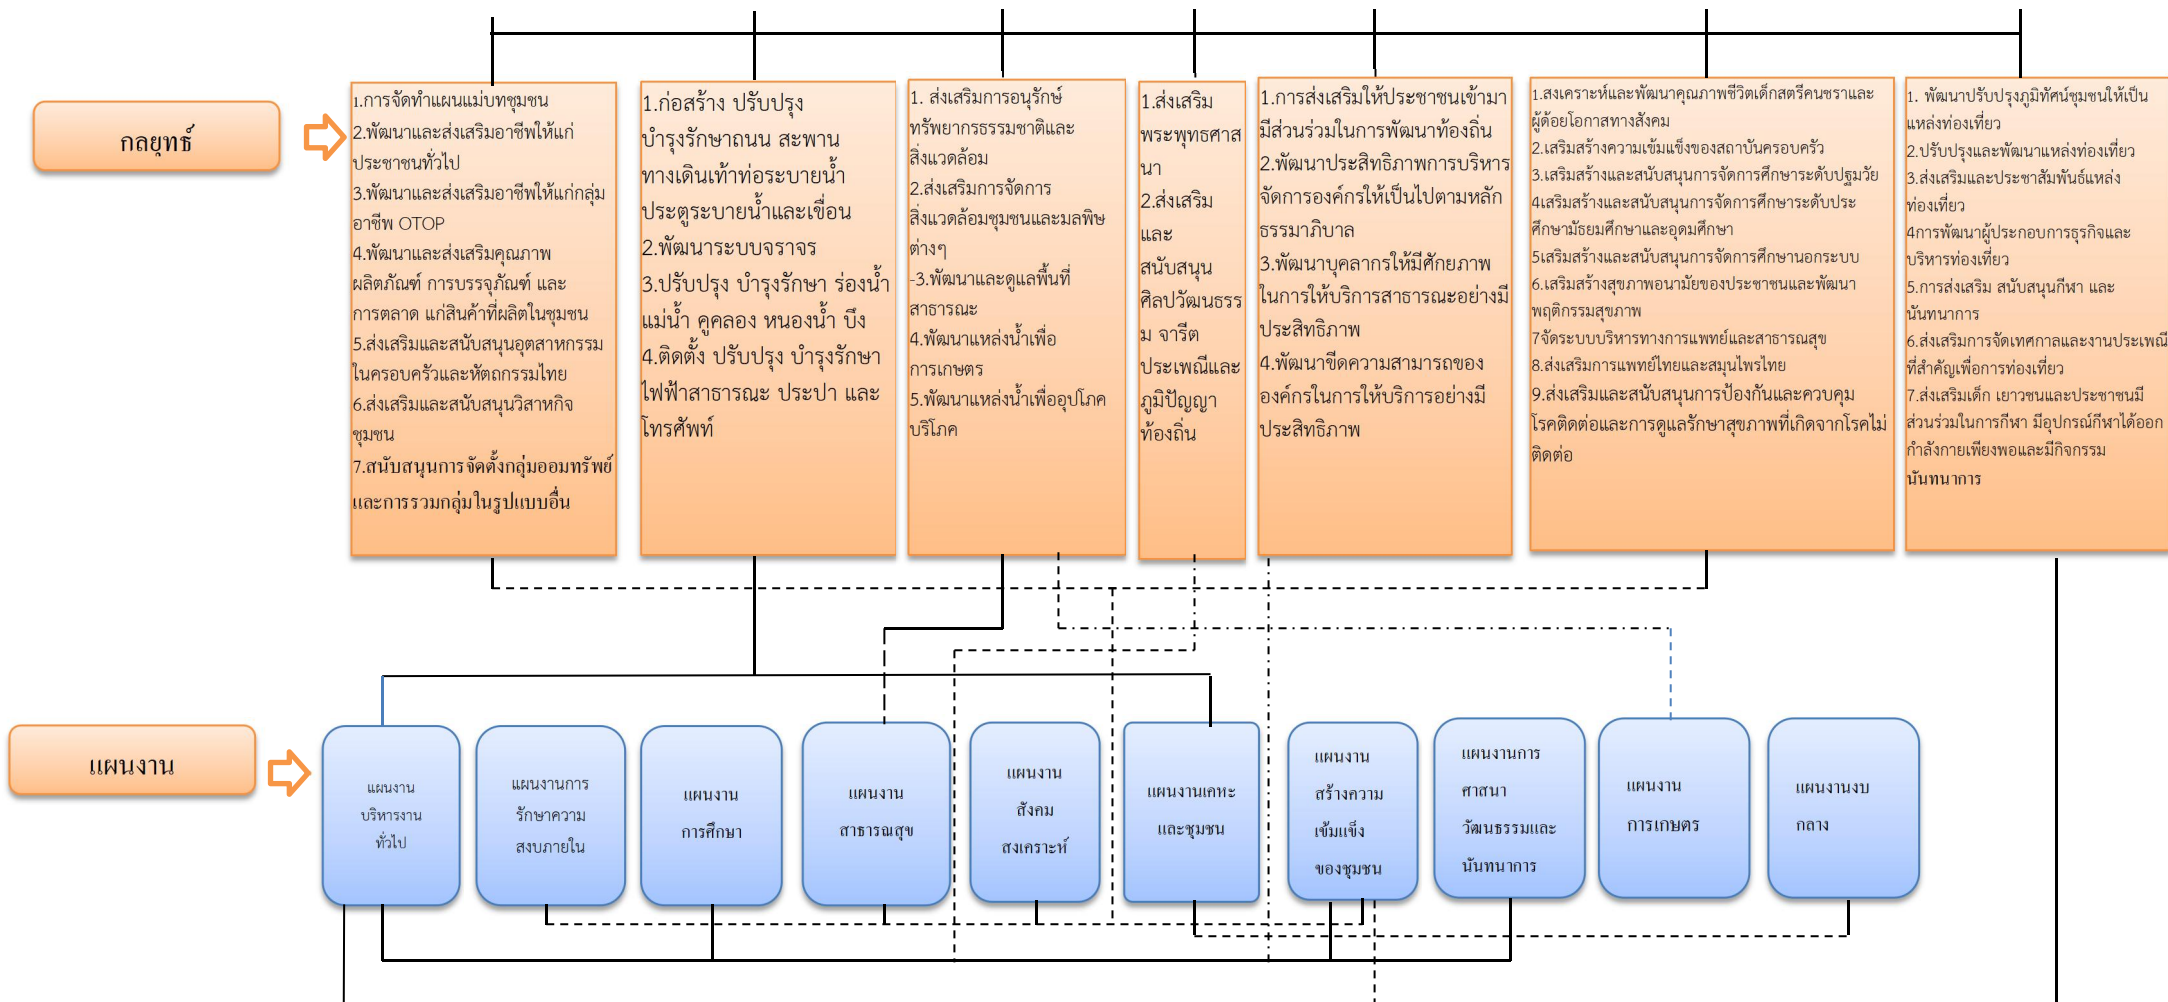 กลยุทธ์
1.การจัดทำแผนแม่บทชุมชน
2.พัฒนาและส่งเสริมอาชีพให้แก่
ประชาชนทั่วไป
3.พัฒนาและส่งเสริมอาชีพให้แก่กลุ่ม
อาชีพ OTOP
4.พัฒนาและส่งเสริมคุณภาพ
ผลิตภัณฑ์ การบรรจุภัณฑ์ และ
การตลาด แก่สินค้าที่ผลิตในชุมชน
5.ส่งเสริมและสนับสนุนอุตสาหกรรม
ในครอบครัวและหัตถกรรมไทย
6.ส่งเสริมและสนับสนุนวิสาหกิจ
ชุมชน
7.สนับสนุนการจัดตั้งกลุ่มออมทรัพย์
และการรวมกลุ่มในรูปแบบอื่น
1.ก่อสร้าง ปรับปรุง
บำรุงรักษาถนน สะพาน
ทางเดินเท้าท่อระบายน้ำ
ประตูระบายน้ำและเขื่อน
2.พัฒนาระบบจราจร
3.ปรับปรุง บำรุงรักษา ร่องน้ำ
แม่น้ำ คูคลอง หนองน้ำ บึง
4.ติดตั้ง ปรับปรุง บำรุงรักษา
ไฟฟ้าสาธารณะ ประปา และ
โทรศัพท์
1. ส่งเสริมการอนุรักษ์
ทรัพยากรธรรมชาติและ
สิ่งแวดล้อม
2.ส่งเสริมการจัดการ
สิ่งแวดล้อมชุมชนและมลพิษ
ต่างๆ
-3.พัฒนาและดูแลพื้นที่
สาธารณะ
4.พัฒนาแหล่งน้ำเพื่อ
การเกษตร
5.พัฒนาแหล่งน้ำเพื่ออุปโภค
บริโภค
1.ส่งเสริม
พระพุทธศาส
นา
2.ส่งเสริม
และ
สนับสนุน
ศิลปวัฒนธรร
ม จารีต
ประเพณีและ
ภูมิปัญญา
ท้องถิ่น
1.การส่งเสริมให้ประชาชนเข้ามา
มีส่วนร่วมในการพัฒนาท้องถิ่น
2.พัฒนาประสิทธิภาพการบริหาร
จัดการองค์กรให้เป็นไปตามหลัก
ธรรมาภิบาล
3.พัฒนาบุคลากรให้มีศักยภาพ
ในการให้บริการสาธารณะอย่างมี
ประสิทธิภาพ
4.พัฒนาขีดความสามารถของ
องค์กรในการให้บริการอย่างมี
ประสิทธิภาพ
1.สงเคราะห์และพัฒนาคุณภาพชีวิตเด็กสตรีคนชราและ
ผู้ด้อยโอกาสทางสังคม
2.เสริมสร้างความเข้มแข็งของสถาบันครอบครัว
3.เสริมสร้างและสนับสนุนการจัดการศึกษาระดับปฐมวัย
4เสริมสร้างและสนับสนุนการจัดการศึกษาระดับประ
ศึกษามัธยมศึกษาและอุดมศึกษา
5เสริมสร้างและสนับสนุนการจัดการศึกษานอกระบบ
6.เสริมสร้างสุขภาพอนามัยของประชาชนและพัฒนา
พฤติกรรมสุขภาพ
7จัดระบบบริหารทางการแพทย์และสาธารณสุข
8.ส่งเสริมการแพทย์ไทยและสมุนไพรไทย
9.ส่งเสริมและสนับสนุนการป้องกันและควบคุม
โรคติดต่อและการดูแลรักษาสุขภาพที่เกิดจากโรคไม่
ติดต่อ
1. พัฒนาปรับปรุงภูมิทัศน์ชุมชนให้เป็น
แหล่งท่องเที่ยว
2.ปรับปรุงและพัฒนาแหล่งท่องเที่ยว
3.ส่งเสริมและประชาสัมพันธ์แหล่ง
ท่องเที่ยว
4การพัฒนาผู้ประกอบการธุรกิจและ
บริหารท่องเที่ยว
5.การส่งเสริม สนับสนุนกีฬา และ
นันทนาการ
6.ส่งเสริมการจัดเทศกาลและงานประเพณี
ที่สำคัญเพื่อการท่องเที่ยว
7.ส่งเสริมเด็ก เยาวชนและประชาชนมี
ส่วนร่วมในการกีฬา มีอุปกรณ์กีฬาได้ออก
กำลังกายเพียงพอและมีกิจกรรม
นันทนาการ
แผนงาน
แผนงาน
บริหารงาน
ทั่วไป
แผนงานการ
รักษาความ
สงบภายใน
แผนงาน
การศึกษา
แผนงาน
สาธารณสุข
แผนงาน
สังคม
สงเคราะห์
แผนงานเคหะ
และชุมชน
แผนงาน
สร้างความ
เข้มแข็ง
ของชุมชน
แผนงานการ
ศาสนา
วัฒนธรรมและ
นันทนาการ
แผนงาน
การเกษตร
แผนงานงบ
กลาง